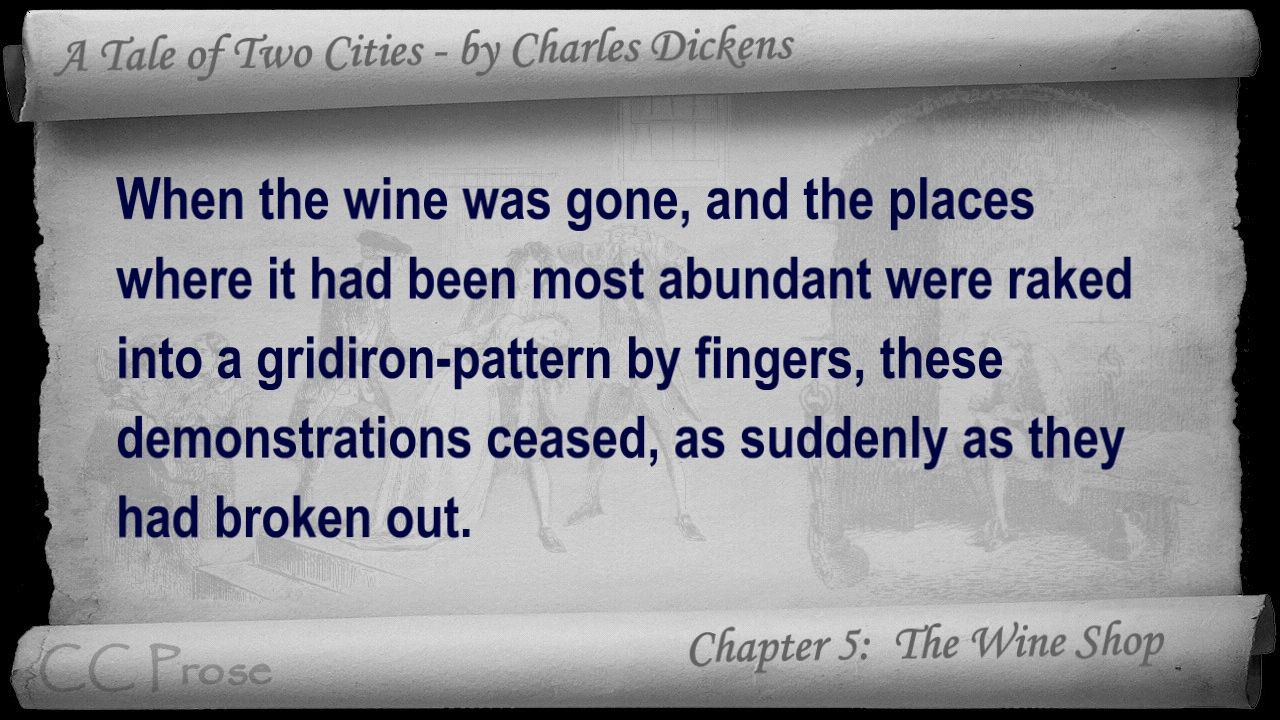 A Tale of Two Cities - by Charles Dickens
When the wine was gone, and the places
where it had been most abundant were raked
into a gridiron-pattern by fingers, these
demonstrations ceased, as suddenly as they
had broken out.
Chapter 5: The Wine Shop
CC Prose